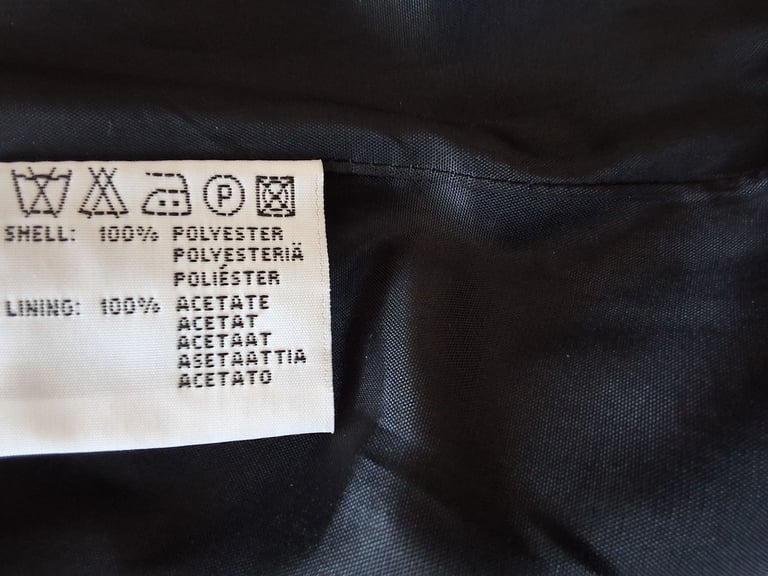 P
SHELL: 100% POLYESTER
POLYESTERIÄ
POLIÉSTER
LINING: 100% ACETATE
ACETAT
ACETAAT
ASETAATTIA
ACETATO